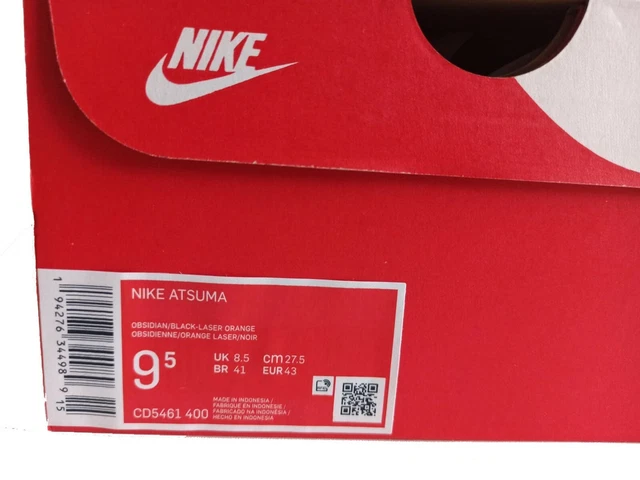 NIKE
NIKE ATSUMA
OBSIDIAN/BLACK-LASER ORANGE
OBSIDIENNE/ORANGE LASER/NOIR
9⁵
UK 8.5 CM 27.5
BR 41 EUR 43
MADE IN INDONESIA /
FABRIQUÉ EN INDONÉSIE/
FABRICADO NA INDONÉSIA/
HECHO EN INDONESIA
CD5461 400
1 94276 34498 9 15